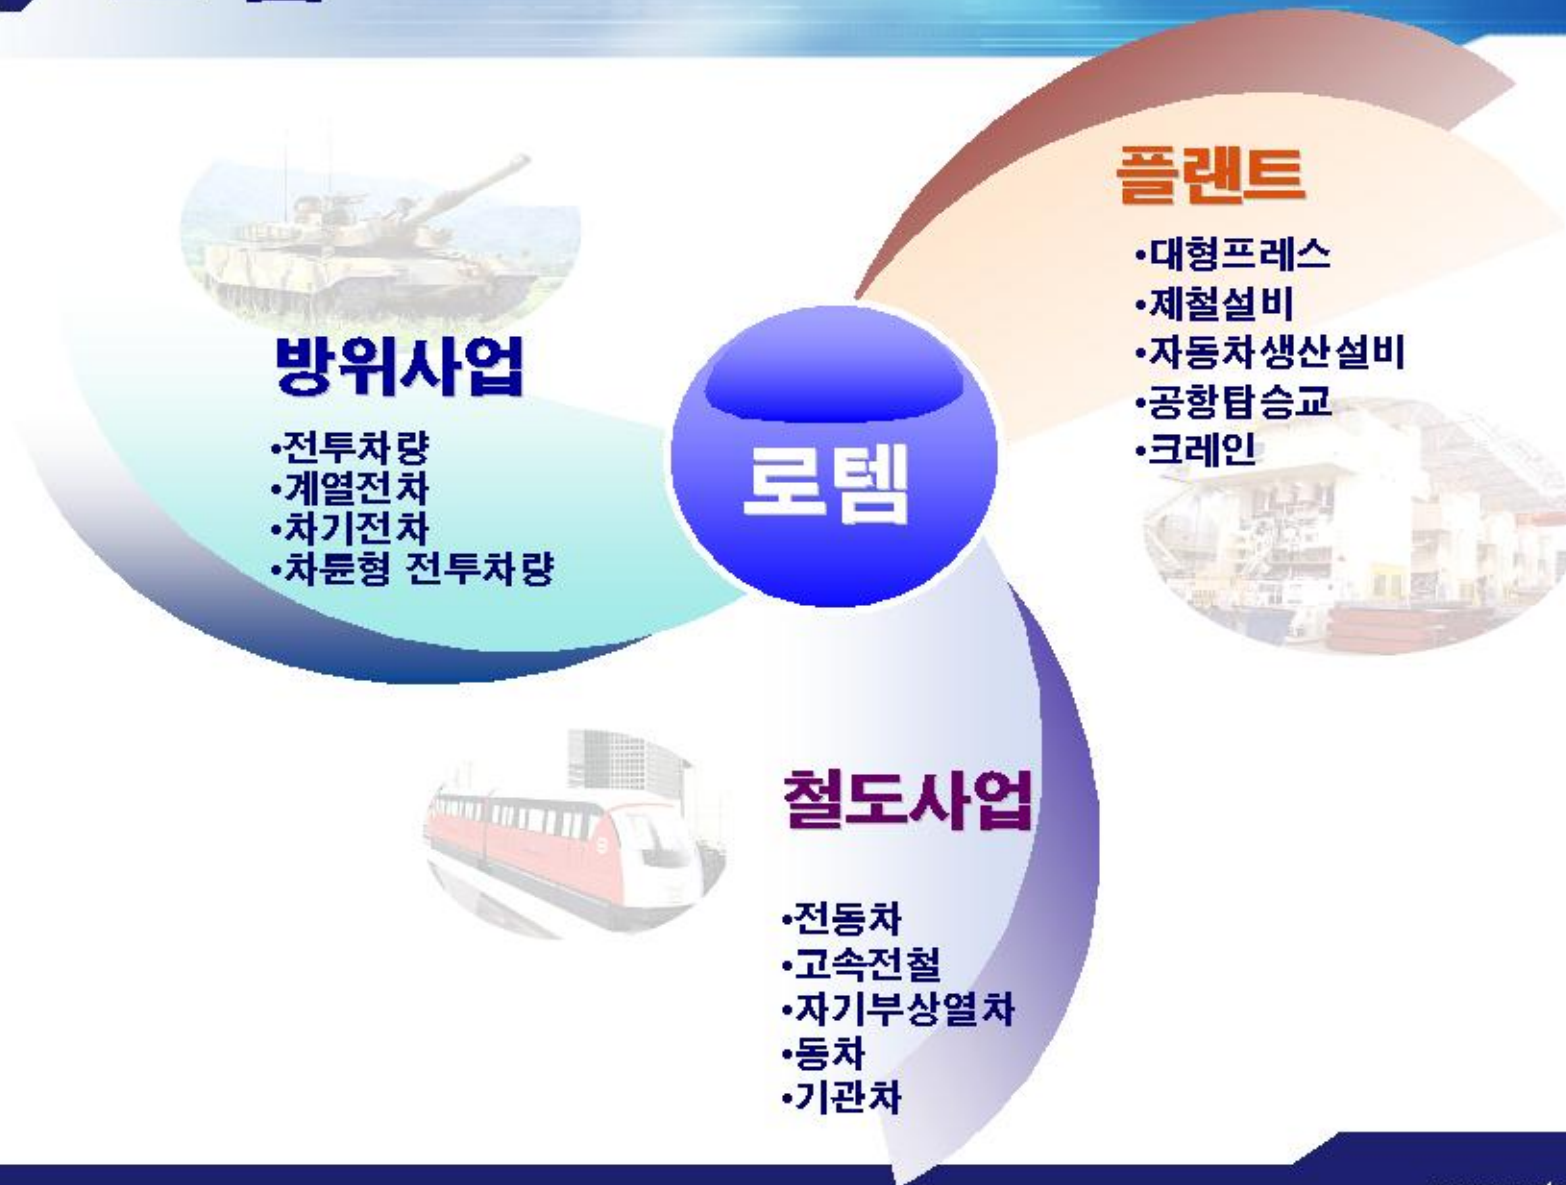 방위사업
•전투차량
•계열전차
•차기전차
•차륜형 전투차량
로템
플랜트
•대형프레스
•제철설비
•자동차생산설비
•공항탑승교
•크레인
철도사업
•전동차
•고속전철
•자기부상열차
•동차
•기관차